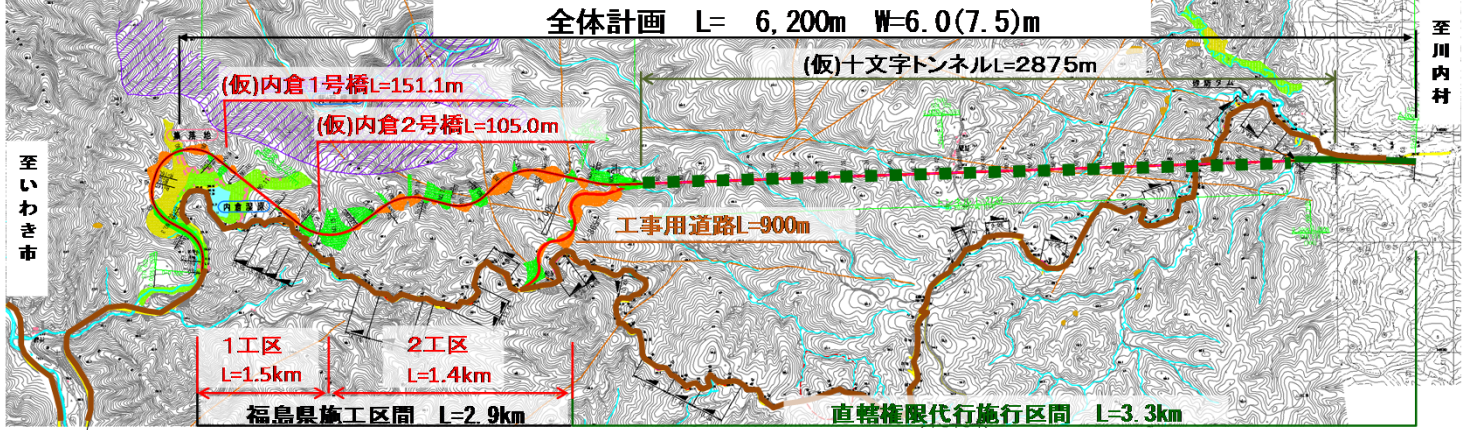 全体計画 L= 6,200m W=6.0(7.5)m
至川内村
(仮)十文字トンネルL=2875m
(仮)内倉1号橋L=151.1m
(仮)内倉2号橋L=105.0m
至いわき市
工事用道路L=900m
1工区
L=1.5km
2工区
L=1.4km
福島県施工区間 L=2.9km
直轄権限代行施行区間 L=3.3km